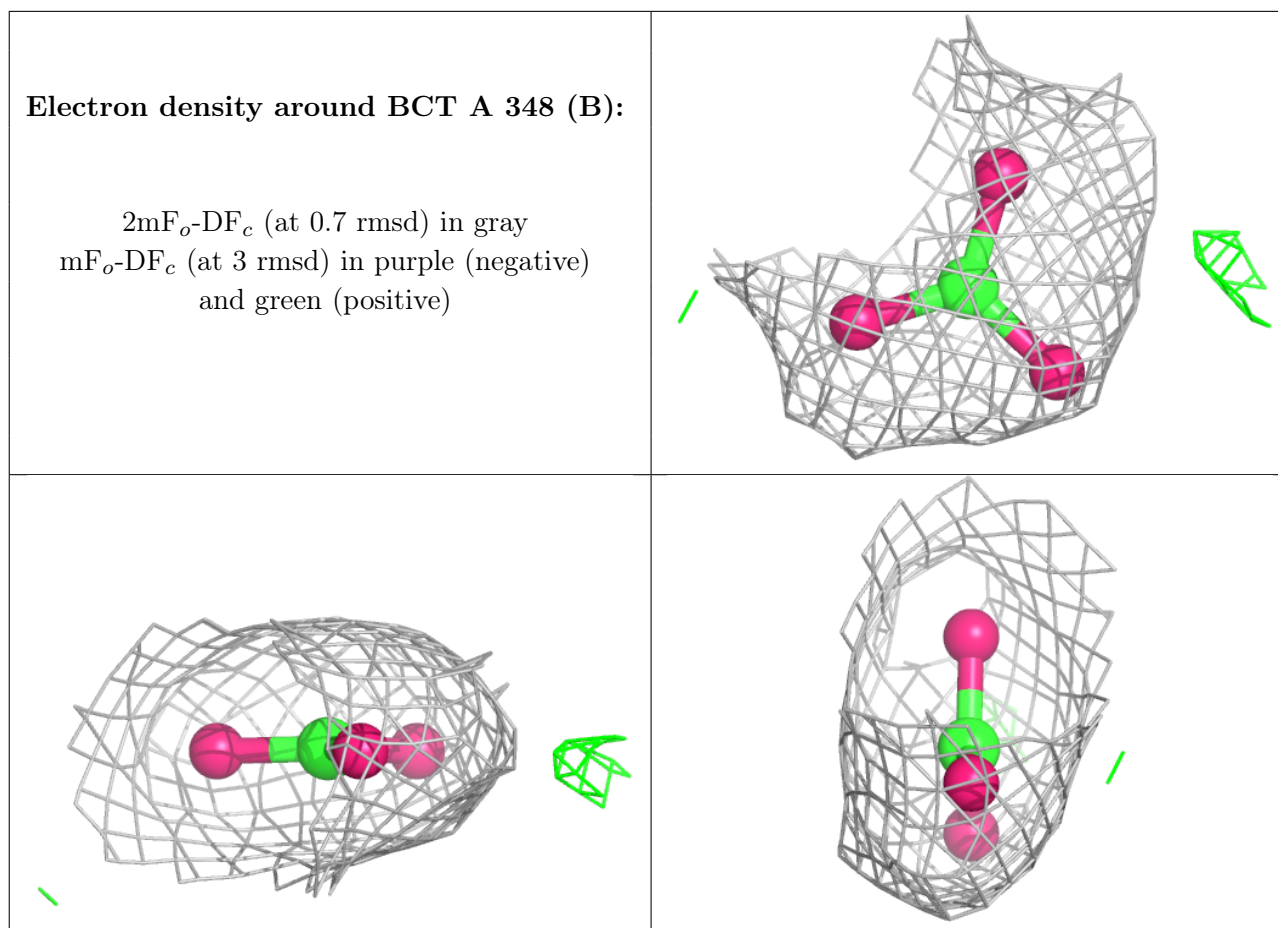 Electron density around BCT A 348 (B):
2mFo-DFc (at 0.7 rmsd) in gray
mFo-DFc (at 3 rmsd) in purple (negative)
and green (positive)